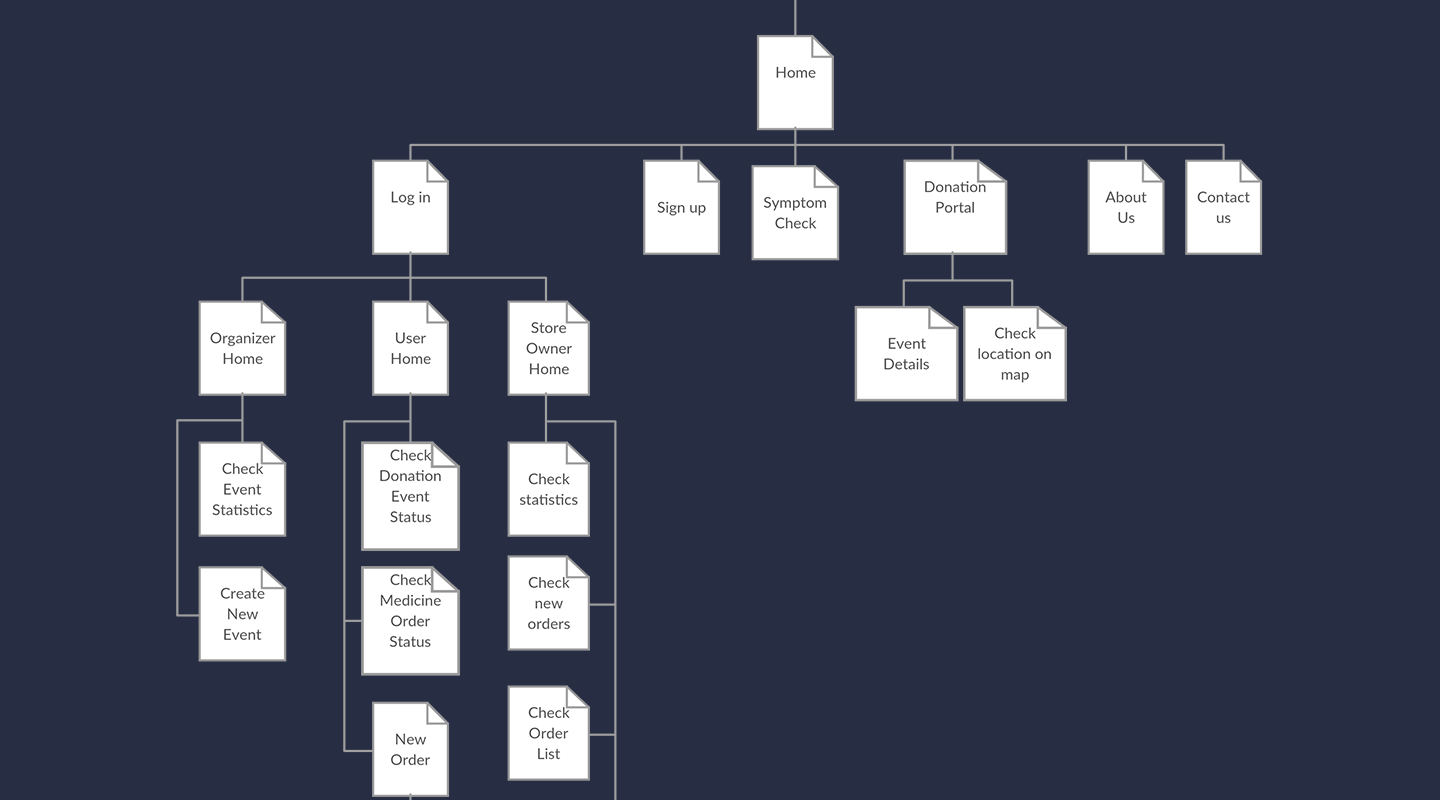 Home
Log in
Sign up
Symptom
Check
Donation
Portal
About
Us
Contact
us
Organizer
Home
User
Home
Store
Owner
Home
Event
Details
Check
location on
map
Check
Event
Statistics
Check
Donation
Event
Status
Check
statistics
Create
New
Event
Check
Medicine
Order
Status
Check
new
orders
New
Order
Check
Order
List